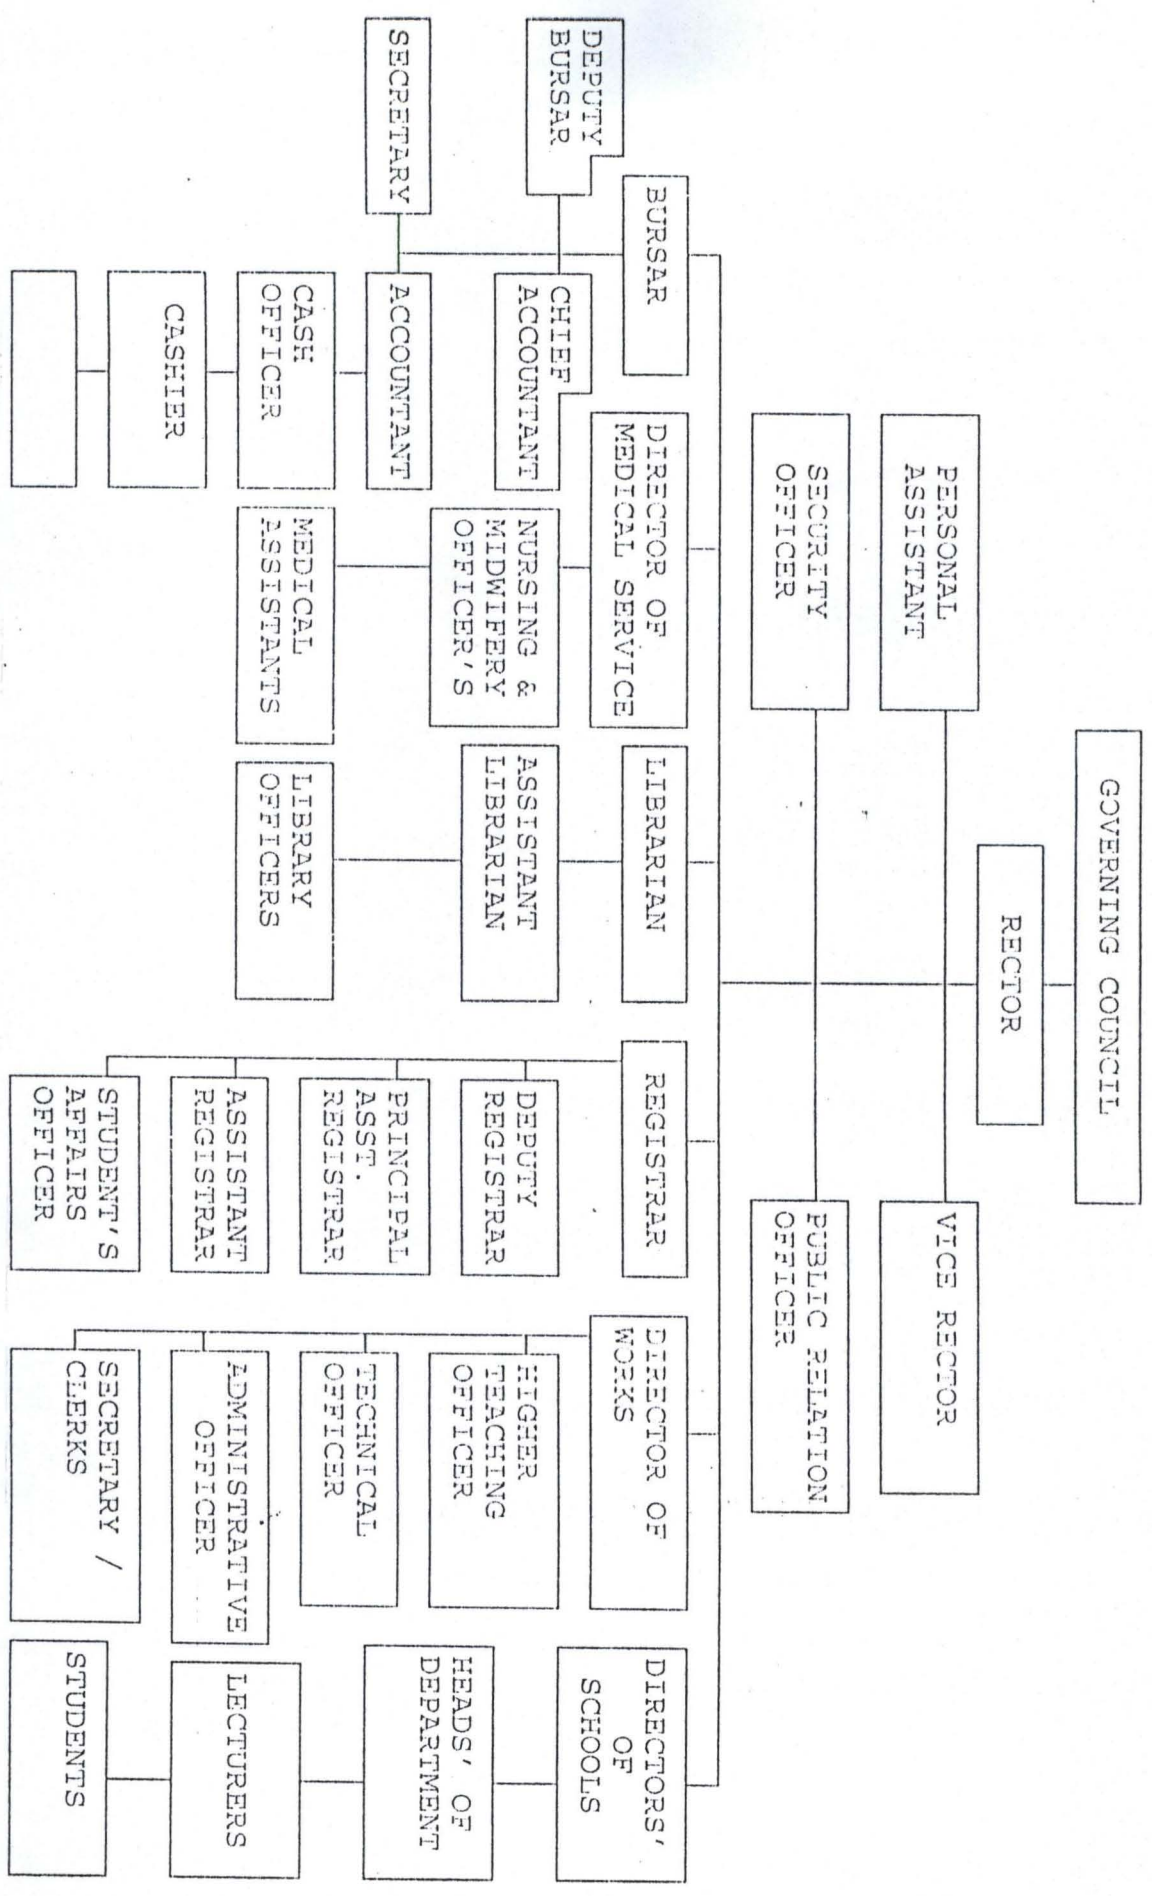 GOVERNING COUNCIL
RECTOR
PERSONAL
ASSISTANT
VICE RECTOR
SECURITY
OFFICER
PUBLIC RELATION
OFFICER
BURSAR
DEPUTY
BURSAR
CHIEF
ACCOUNTANT
SECRETARY
ACCOUNTANT
CASH
OFFICER
CASHIER
DIRECTOR OF
MEDICAL SERVICE
NURSING &
MIDWIFERY
OFFICER'S
MEDICAL
ASSISTANTS
LIBRARIAN
ASSISTANT
LIBRARIAN
LIBRARY
OFFICERS
REGISTRAR
DEPUTY
REGISTRAR
PRINCIPAL
ASST.
REGISTRAR
ASSISTANT
REGISTRAR
STUDENT'S
AFFAIRS
OFFICER
DIRECTOR OF
WORKS
HIGHER
TEACHING
OFFICER
TECHNICAL
OFFICER
ADMINISTRATIVE
OFFICER
SECRETARY /
CLERKS
DIRECTORS'
OF
SCHOOLS
HEADS' OF
DEPARTMENT
LECTURERS
STUDENTS